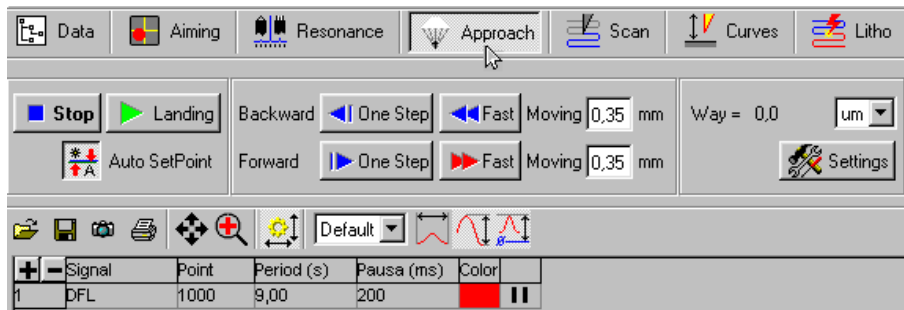 Data Aiming Resonance Approach Scan Curves Litho
Stop Landing Backward One Step Fast Moving 0,35 mm Way = 0,0 um
Auto SetPoint Forward One Step Fast Moving 0,35 mm Settings
Default
Signal Point Period (s) Pausa (ms) Color
1 DFL 1000 9,00 200